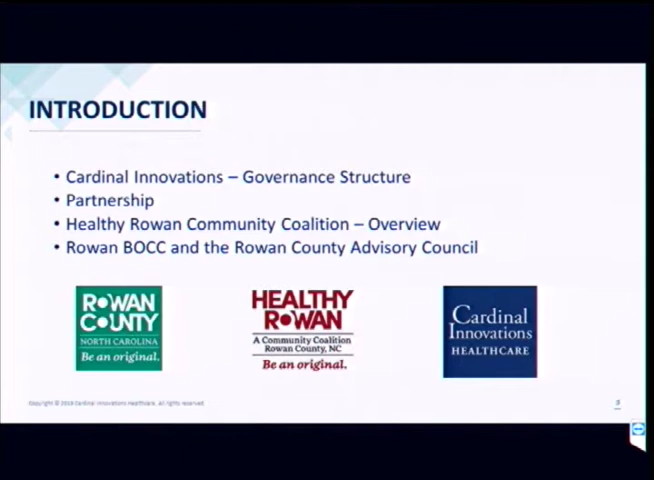 INTRODUCTION
• Cardinal Innovations – Governance Structure
• Partnership
• Healthy Rowan Community Coalition – Overview
• Rowan BOCC and the Rowan County Advisory Council
ROWAN
COUNTY
NORTH CAROLINA
Be an original.
HEALTHY
ROWAN
A Community Coalition
Rowan County, NC
Be an original.
Cardinal
Innovations
HEALTHCARE
Copyright © 2019 Cardinal Innovations Healthcare. All rights reserved.